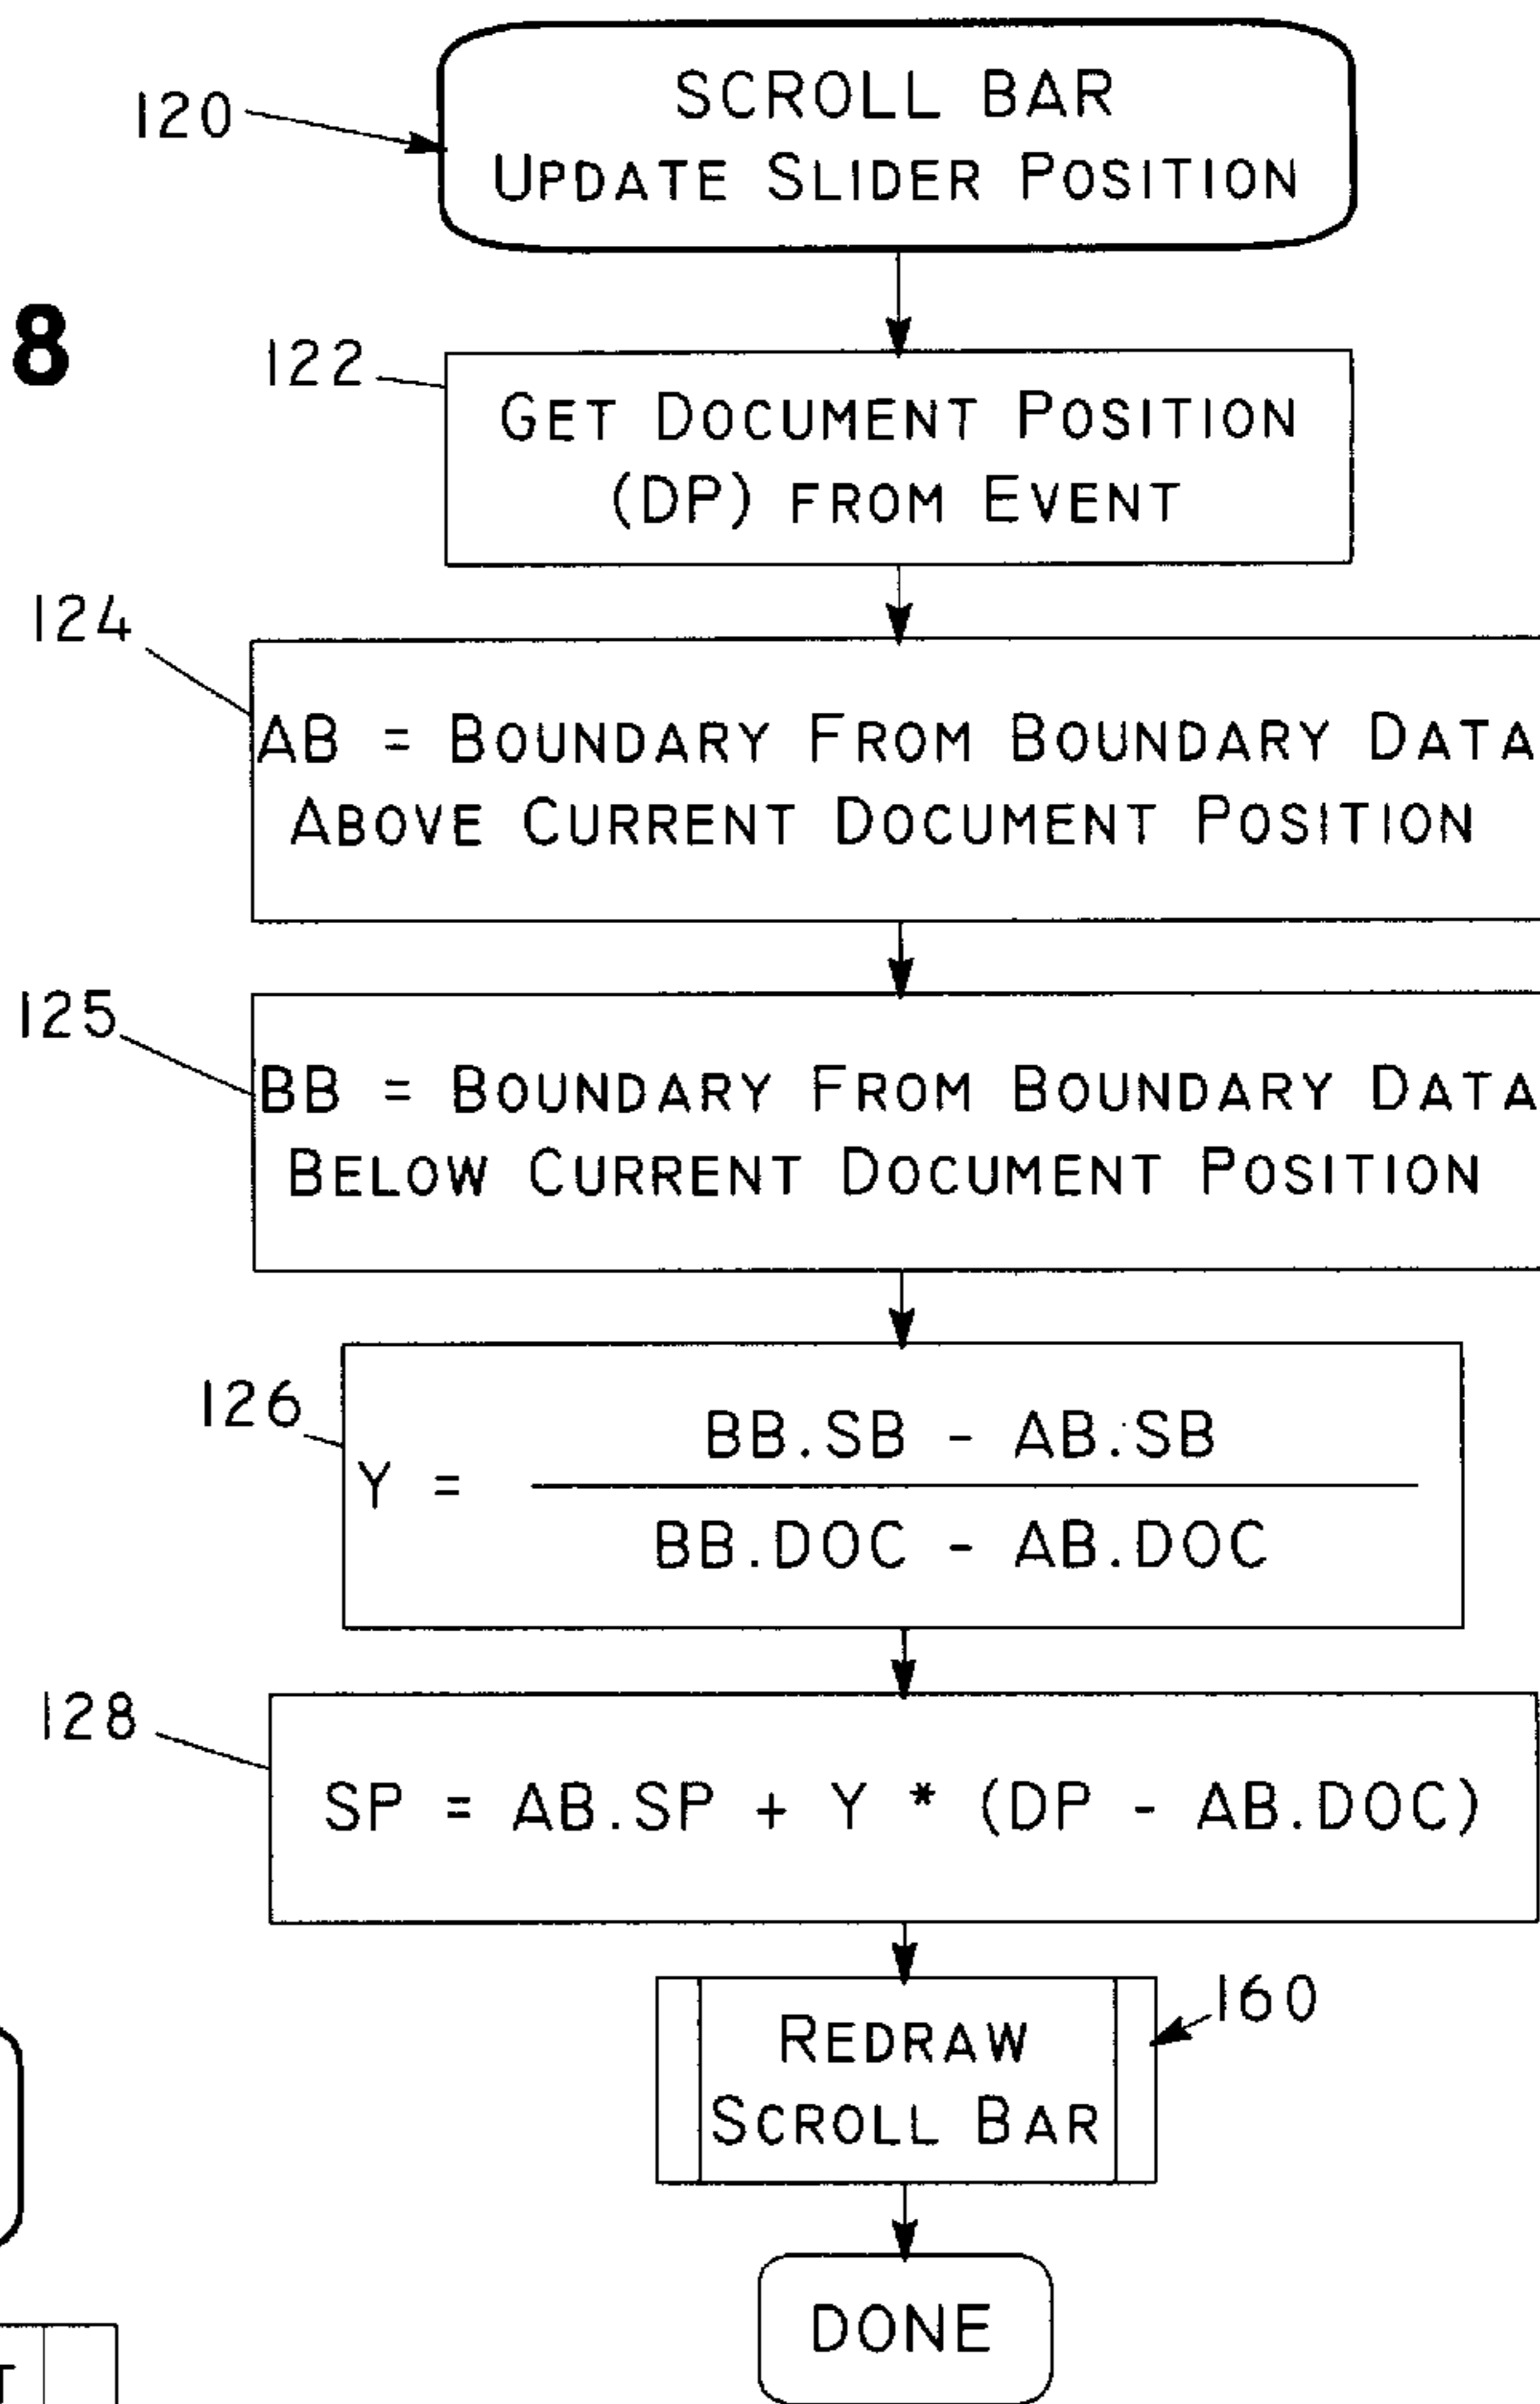 120
SCROLL BAR
UPDATE SLIDER POSITION
8
122
GET DOCUMENT POSITION
(DP) FROM EVENT
124
AB = BOUNDARY FROM BOUNDARY DATA
ABOVE CURRENT DOCUMENT POSITION
125
BB = BOUNDARY FROM BOUNDARY DATA
BELOW CURRENT DOCUMENT POSITION
126
Y = BB.SB - AB.SB
BB.DOC - AB.DOC
128
SP = AB.SP + Y * (DP - AB.DOC)
160
REDRAW
SCROLL BAR
DONE
T